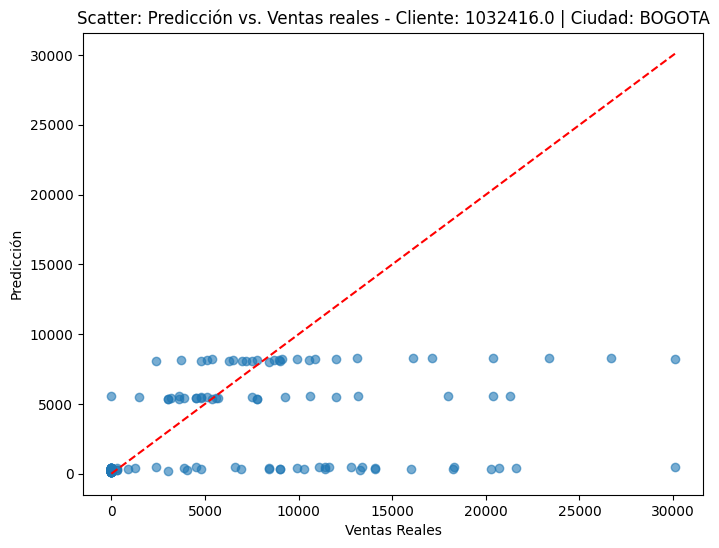 Scatter: Predicción vs. Ventas reales - Cliente: 1032416.0 | Ciudad: BOGOTA
30000
25000
20000
15000
10000
5000
0
Predicción
0 5000 10000 15000 20000 25000 30000
Ventas Reales